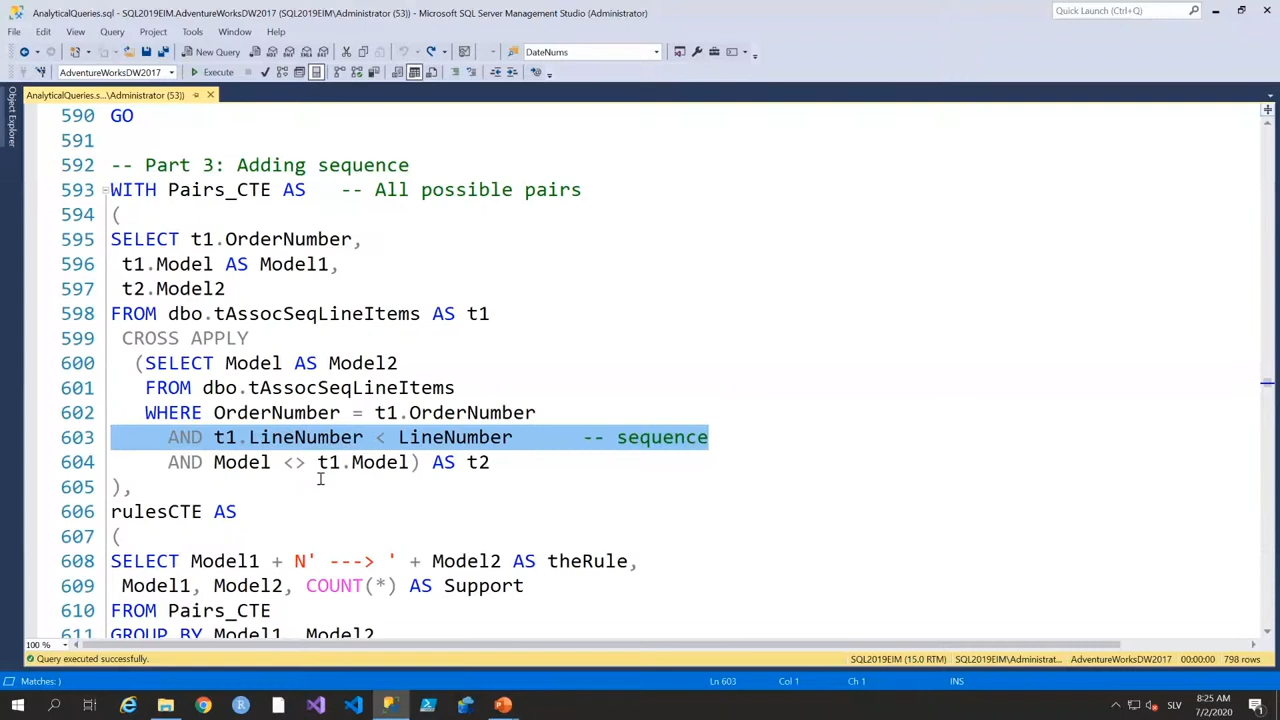 AnalyticalQueries.sql - SQL2019EIM.AdventureWorksDW2017 (SQL2019EIM\Administrator (53)) - Microsoft SQL Server Management Studio (Administrator)
Quick Launch (Ctrl+Q)
File Edit View Query Project Tools Window Help
New Query
DateNums
AdventureWorksDW2017
Execute
AnalyticalQueries.s...\Administrator (53))
Object Explorer
590 GO
591
592 -- Part 3: Adding sequence
593 WITH Pairs_CTE AS -- All possible pairs
594 (
595 SELECT t1.OrderNumber,
596 t1.Model AS Model1,
597 t2.Model2
598 FROM dbo.tAssocSeqLineItems AS t1
599 CROSS APPLY
600 (SELECT Model AS Model2
601 FROM dbo.tAssocSeqLineItems
602 WHERE OrderNumber = t1.OrderNumber
603 AND t1.LineNumber < LineNumber -- sequence
604 AND Model <> t1.Model) AS t2
605 ),
606 rulesCTE AS
607 (
608 SELECT Model1 + N' ---> ' + Model2 AS theRule,
609 Model1, Model2, COUNT(*) AS Support
610 FROM Pairs_CTE
611 GROUP BY Model1, Model2
100 %
Query executed successfully.
SQL2019EIM (15.0 RTM) SQL2019EIM\Administrat... AdventureWorksDW2017 00:00:00 798 rows
Matches: )
Ln 603 Col 1 Ch 1 INS
SLV
8:25 AM
7/2/2020